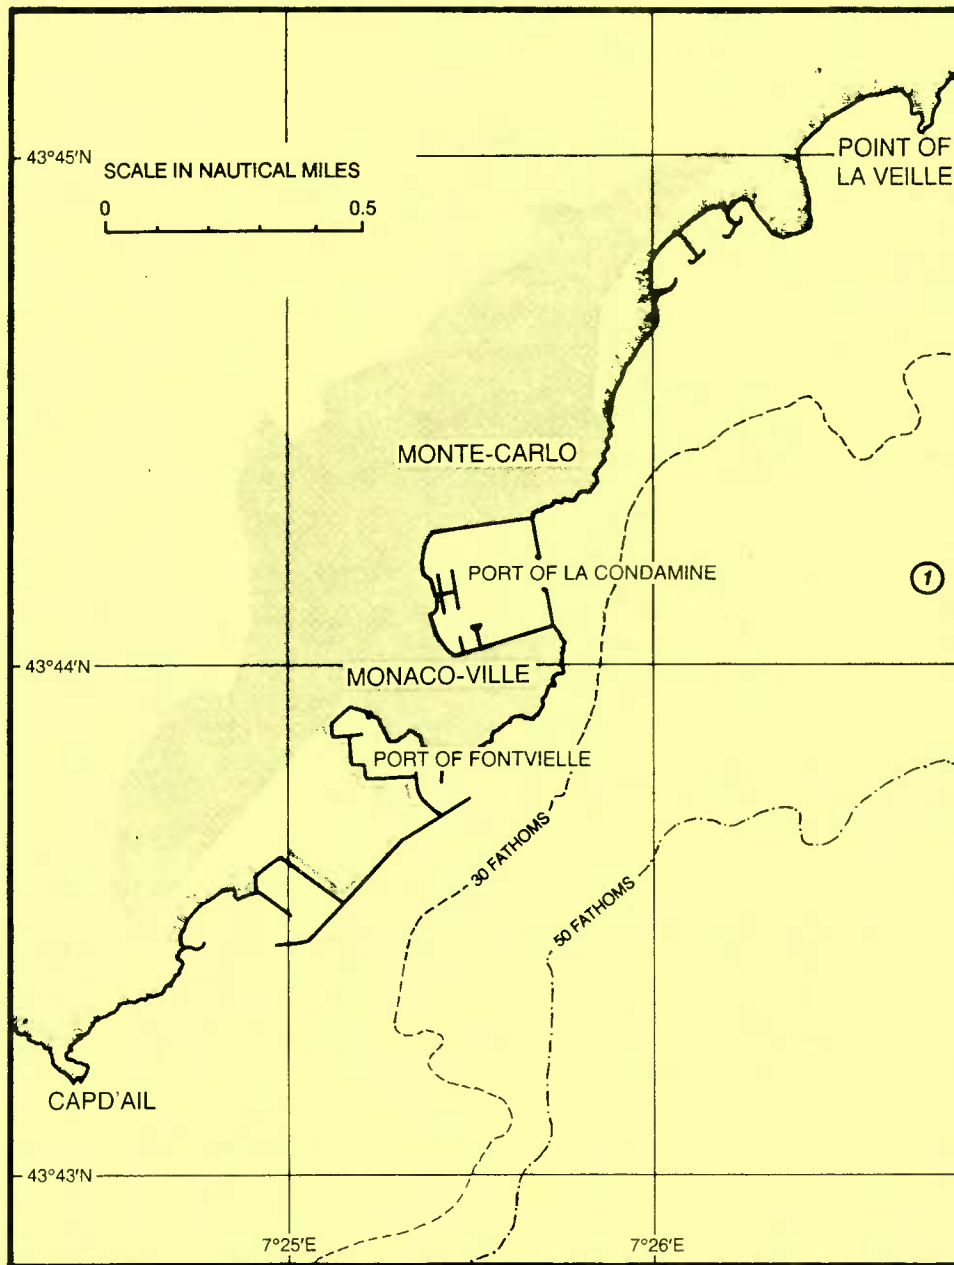 43°45'N
POINT OF
LA VEILLE
SCALE IN NAUTICAL MILES
0 0.5
MONTE-CARLO
PORT OF LA CONDAMINE
1
43°44'N
MONACO-VILLE
PORT OF FONTVIELLE
30 FATHOMS
50 FATHOMS
CAPD'AIL
43°43'N
7°25'E 7°26'E